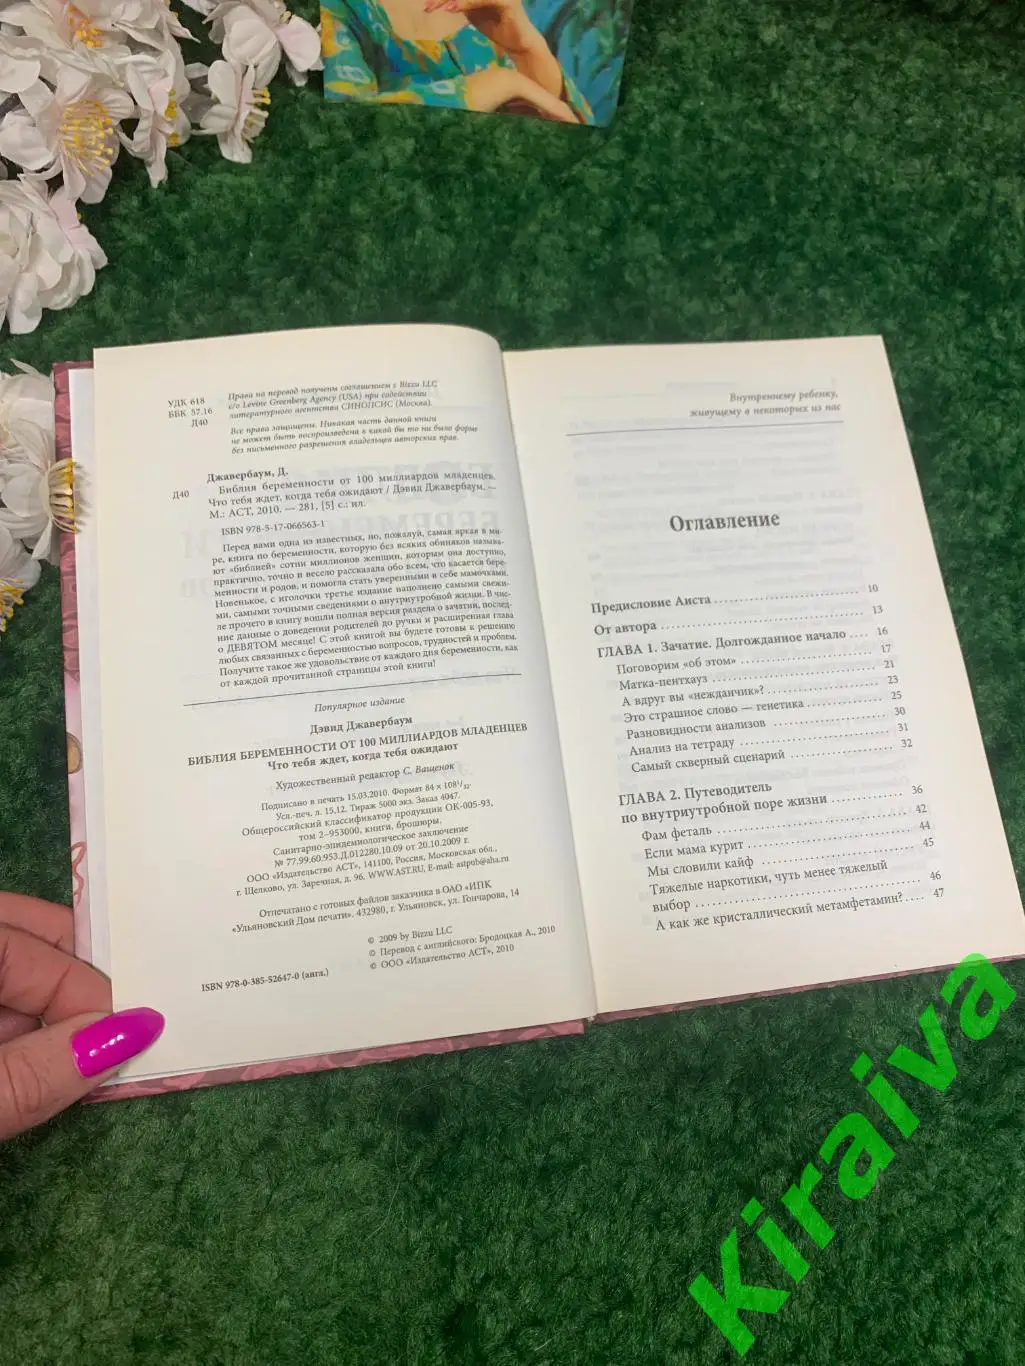 УДК 618
ББК 57.16
Д40
Права на перевод получены соглашением с Bizzu LLC
c/o Levine Greenberg Agency (USA) при содействии
литературного агентства СИНОПСИС (Москва).
Все права защищены. Никакая часть данной книги
не может быть воспроизведена в какой бы то ни было форме
без письменного разрешения владельцев авторских прав.
Джавербаум, Д.
Д40
Библия беременности от 100 миллиардов младенцев.
Что тебя ждет, когда тебя ожидают / Дэвид Джавербаум. —
М.: АСТ, 2010. — 281, [5] с.: ил.
ISBN 978-5-17-066563-1
Перед вами одна из известных, но, пожалуй, самая яркая в ми-
ре, книга по беременности, которую без всяких обиняков называ-
ют «библией» сотни миллионов женщин, которым она доступно,
практично, точно и весело рассказала обо всем, что касается бере-
менности и родов, и помогла стать уверенными в себе мамочками.
Новенькое, с иголочки третье издание наполнено самыми свежи-
ми, самыми точными сведениями о внутриутробной жизни. В чис-
ле прочего в книгу вошли полная версия раздела о зачатии, послед-
ние данные о доведении родителей до ручки и расширенная глава
о ДЕВЯТОМ месяце! С этой книгой вы будете готовы к решению
любых связанных с беременностью вопросов, трудностей и проблем.
Получите такое же удовольствие от каждого дня беременности, как
от каждой прочитанной страницы этой книги!
Популярное издание
Дэвид Джавербаум
БИБЛИЯ БЕРЕМЕННОСТИ ОТ 100 МИЛЛИАРДОВ МЛАДЕНЦЕВ
Что тебя ждет, когда тебя ожидают
Художественный редактор С. Ващенок
Подписано в печать 15.03.2010. Формат 84 × 108¹/₃₂.
Усл.-печ. л. 15,12. Тираж 5000 экз. Заказ 4047.
Общероссийский классификатор продукции ОК-005-93,
том 2–953000, книги, брошюры.
Санитарно-эпидемиологическое заключение
№ 77.99.60.953.Д.012280.10.09 от 20.10.2009 г.
ООО «Издательство АСТ», 141100, Россия, Московская обл.,
г. Щелково, ул. Заречная, д. 96. WWW.AST.RU, E-mail: astpub@aha.ru
Отпечатано с готовых файлов заказчика в ОАО «ИПК
«Ульяновский Дом печати». 432980, г. Ульяновск, ул. Гончарова, 14
© 2009 by Bizzu LLC
© Перевод с английского: Бродоцкая А., 2010
© ООО «Издательство АСТ», 2010
ISBN 978-0-385-52647-0 (англ.)
Внутреннему ребенку,
живущему в некоторых из нас
Оглавление
Предисловие Аиста 10
От автора 13
ГЛАВА 1. Зачатие. Долгожданное начало 16
Поговорим «об этом» 17
Матка-пентхауз 21
А вдруг вы «нежданчик»? 23
Это страшное слово — генетика 25
Разновидности анализов 30
Анализ на тетраду 31
Самый скверный сценарий 32
ГЛАВА 2. Путеводитель
по внутриутробной поре жизни 36
Фам феталь 42
Если мама курит 44
Мы словили кайф 45
Тяжелые наркотики, чуть менее тяжелый
выбор 46
А как же кристаллический метамфетамин? 47
Kiraiva